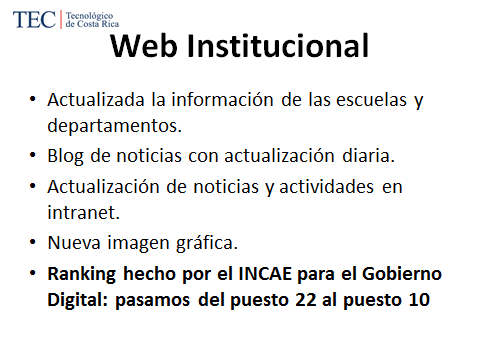 TEC Tecnológico
de Costa Rica
Web Institucional
• Actualizada la información de las escuelas y
departamentos.
• Blog de noticias con actualización diaria.
• Actualización de noticias y actividades en
intranet.
• Nueva imagen gráfica.
• Ranking hecho por el INCAE para el Gobierno
Digital: pasamos del puesto 22 al puesto 10